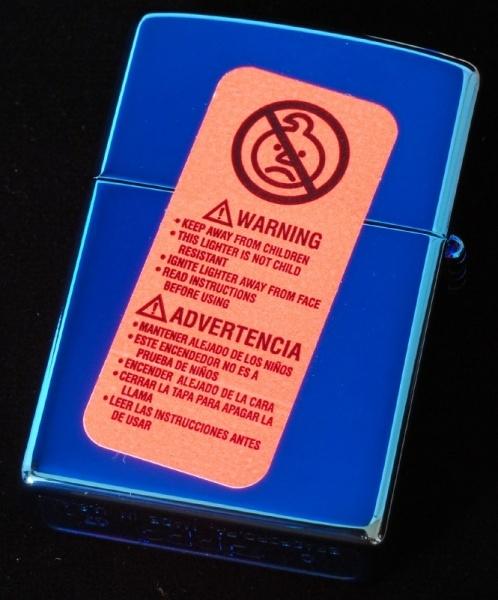 WARNING
• KEEP AWAY FROM CHILDREN
• THIS LIGHTER IS NOT CHILD
RESISTANT
• IGNITE LIGHTER AWAY FROM FACE
• READ INSTRUCTIONS
BEFORE USING
ADVERTENCIA
• MANTENER ALEJADO DE LOS NIÑOS
• ESTE ENCENDEDOR NO ES A
PRUEBA DE NIÑOS
• ENCENDER ALEJADO DE LA CARA
• CERRAR LA TAPA PARA APAGAR LA
LLAMA
• LEER LAS INSTRUCCIONES ANTES
DE USAR